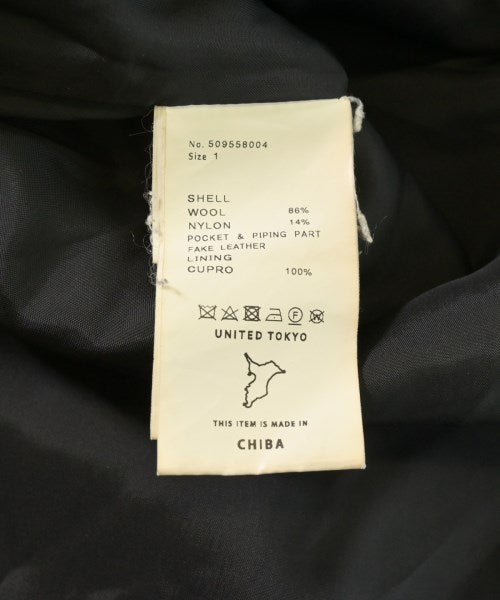 No. 509558004
Size 1
SHELL
WOOL 86%
NYLON 14%
POCKET & PIPING PART
FAKE LEATHER
LINING
CUPRO 100%
UNITED TOKYO
THIS ITEM IS MADE IN
CHIBA